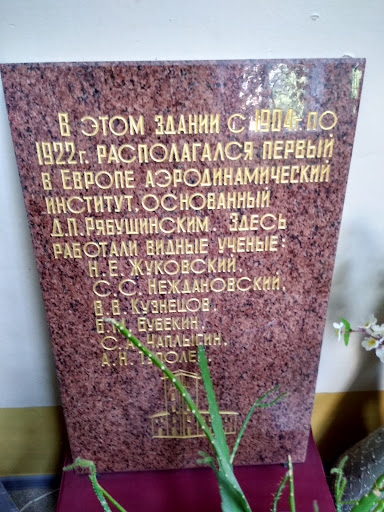 В ЭТОМ ЗДАНИИ С 1904 Г. ПО
1922 Г. РАСПОЛАГАЛСЯ ПЕРВЫЙ
В ЕВРОПЕ АЭРОДИНАМИЧЕСКИЙ
ИНСТИТУТ, ОСНОВАННЫЙ
Д.П. РЯБУШИНСКИМ. ЗДЕСЬ
РАБОТАЛИ ВИДНЫЕ УЧЕНЫЕ:
Н. Е. ЖУКОВСКИЙ,
С. С. НЕЖДАНОВСКИЙ,
В. В. КУЗНЕЦОВ,
БУБЕКИН,
С. А. ЧАПЛЫГИН,
А. Н.